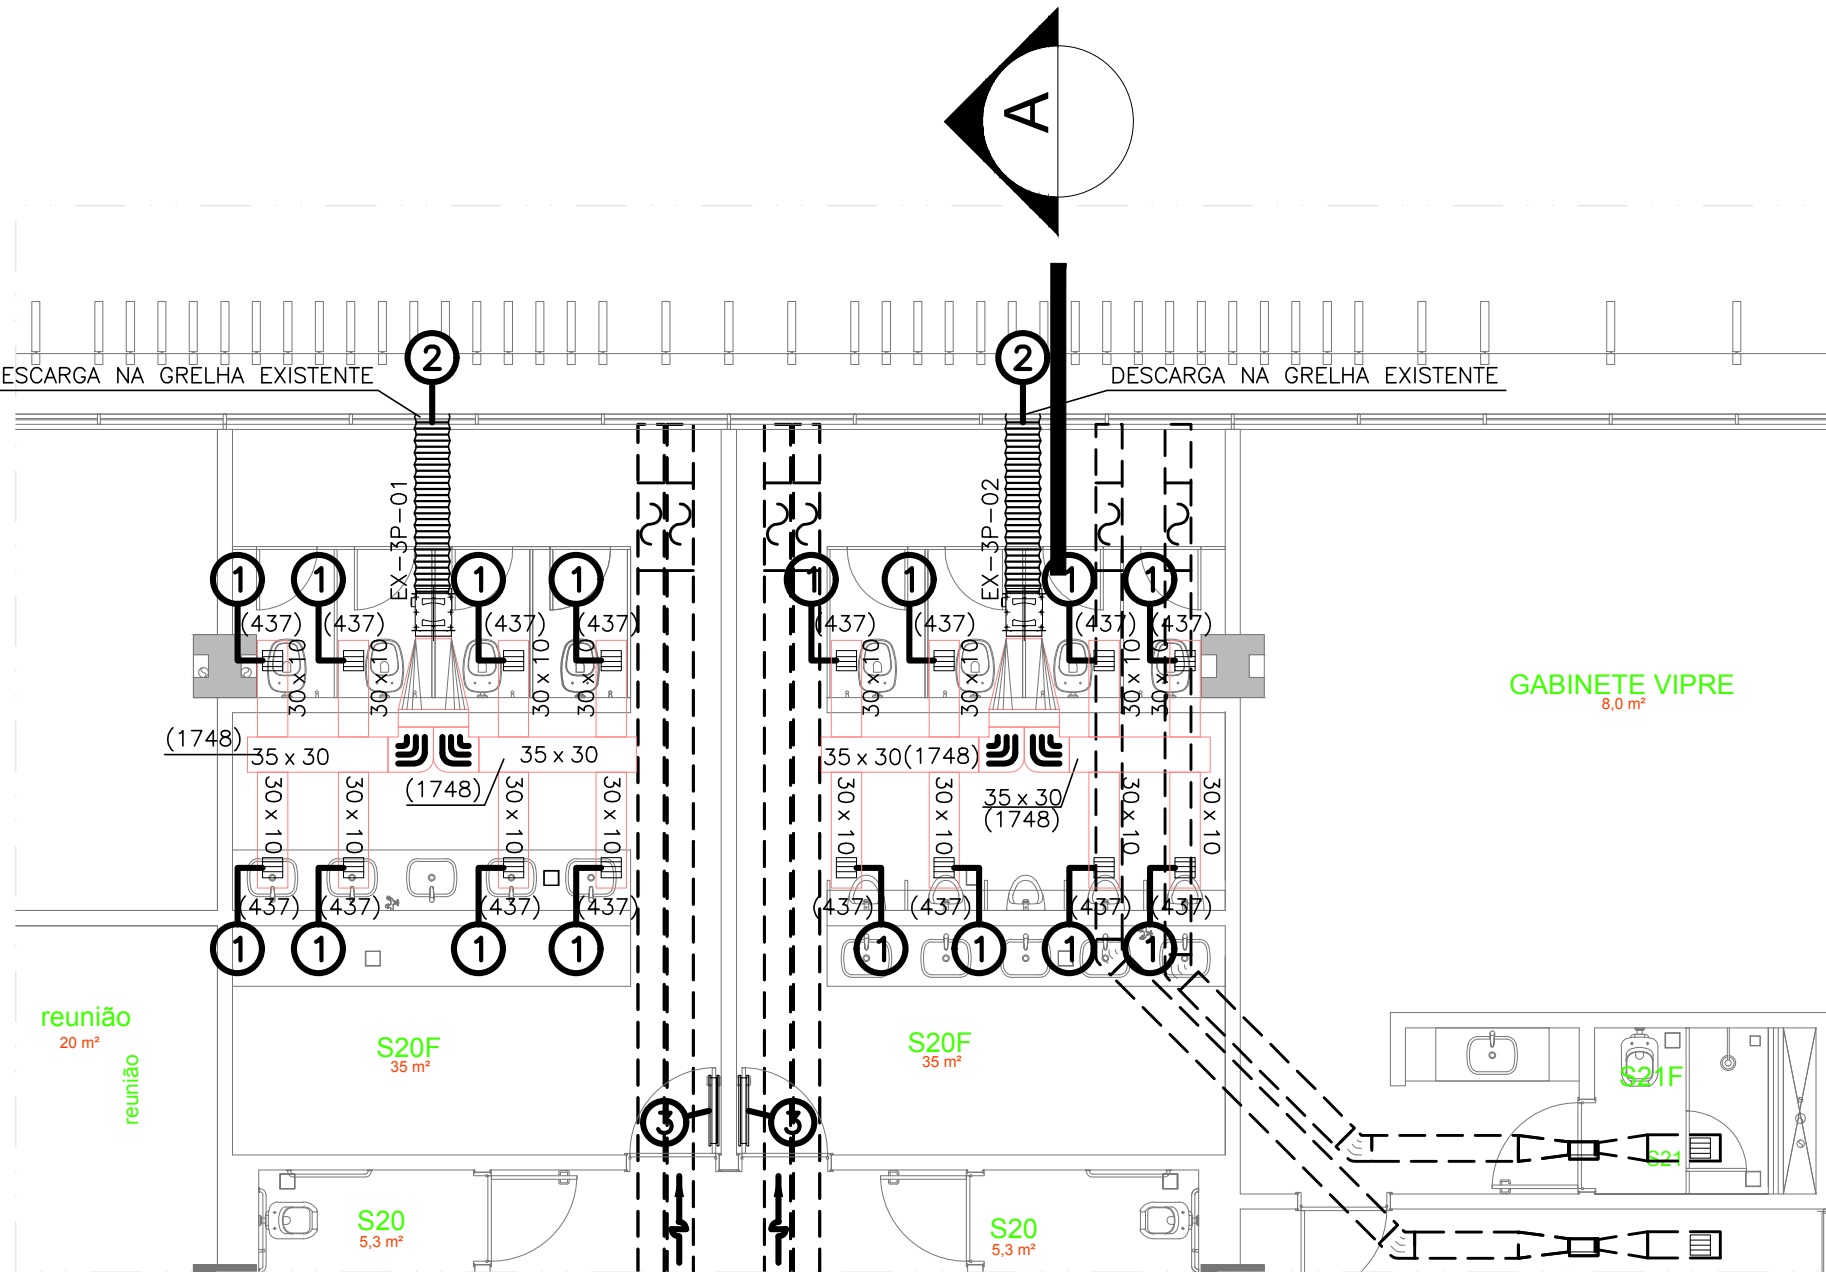 A
2
2
ESCARGA NA GRELHA EXISTENTE
DESCARGA NA GRELHA EXISTENTE
EX-3P-01
EX-3P-02
1
1
1
1
1
1
1
1
(437)
(437)
(437)
(437)
(437)
(437)
(437)
(437)
30 x 10
30 x 10
30 x 10
30 x 10
30 x 10
30 x 10
30 x 10
30 x 10
GABINETE VIPRE
8,0 m²
(1748)
35 x 30
35 x 30
35 x 30
(1748)
(1748)
35 x 30
(1748)
30 x 10
30 x 10
30 x 10
30 x 10
30 x 10
30 x 10
30 x 10
30 x 10
(437)
(437)
(437)
(437)
(437)
(437)
(437)
(437)
1
1
1
1
1
1
1
1
reunião
20 m²
reunião
S20F
35 m²
S20F
35 m²
S21F
3
3
S21
S20
5,3 m²
S20
5,3 m²